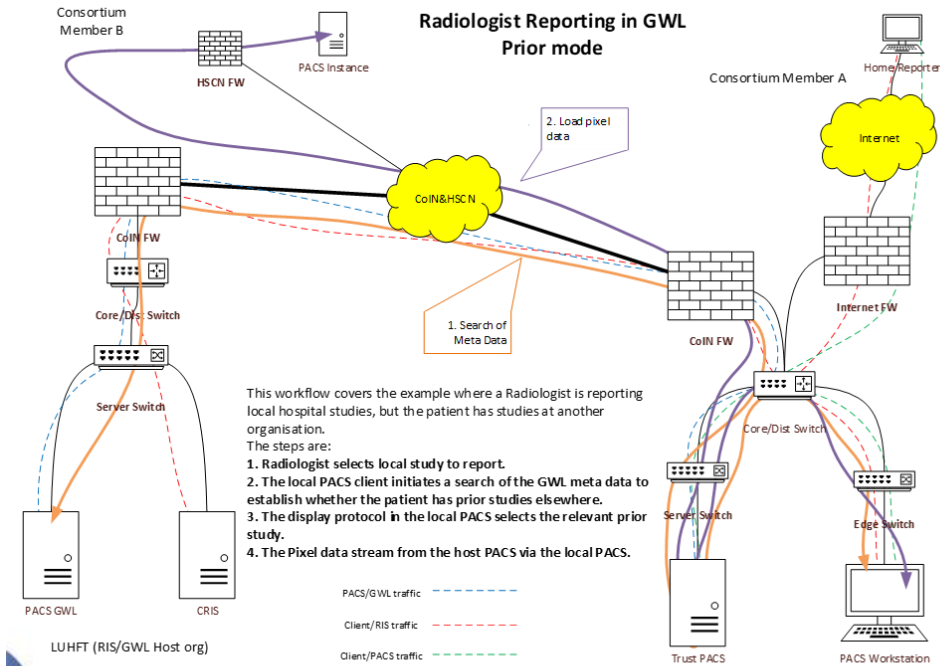 Radiologist Reporting in GWL
Prior mode
Consortium
Member B
HSCN FW
PACS Instance
Consortium Member A
Home Reporter
Internet
2. Load pixel
data
CoIN&HSCN
CoIN FW
Core/Dist Switch
Server Switch
1. Search of
Meta Data
CoIN FW
Internet FW
Core/Dist Switch
Server Switch
Edge Switch
This workflow covers the example where a Radiologist is reporting
local hospital studies, but the patient has studies at another
organisation.
The steps are:
1. Radiologist selects local study to report.
2. The local PACS client initiates a search of the GWL meta data to
establish whether the patient has prior studies elsewhere.
3. The display protocol in the local PACS selects the relevant prior
study.
4. The Pixel data stream from the host PACS via the local PACS.
PACS GWL
CRIS
LUHFT (RIS/GWL Host org)
PACS/GWL traffic
Client/RIS traffic
Client/PACS traffic
Trust PACS
PACS Workstation